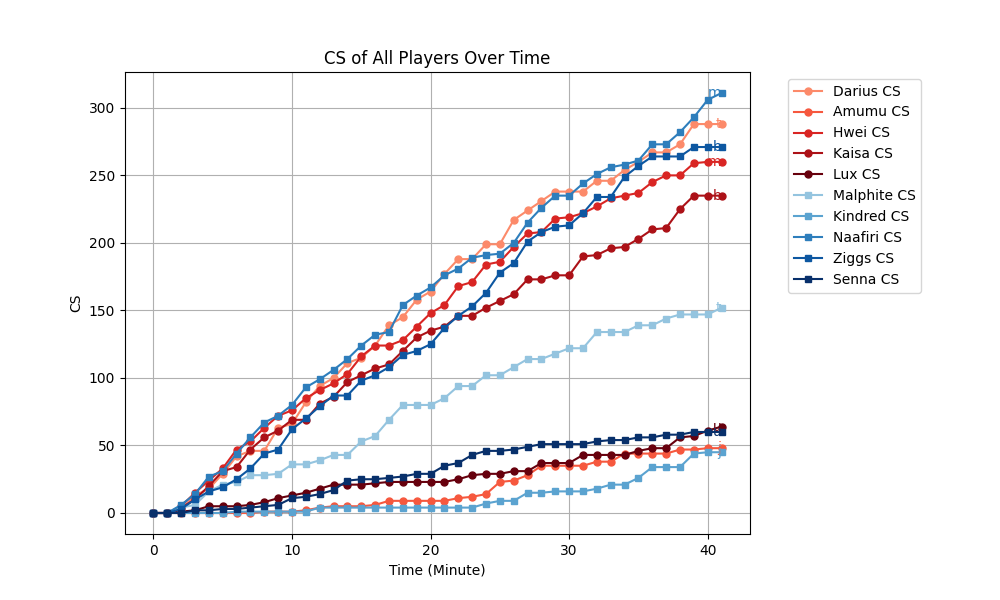 CS of All Players Over Time
CS
300
250
200
150
100
50
0
0 10 20 30 40
Time (Minute)
Darius CS
Amumu CS
Hwei CS
Kaisa CS
Lux CS
Malphite CS
Kindred CS
Naafiri CS
Ziggs CS
Senna CS
m
t
b
m
b
t
j